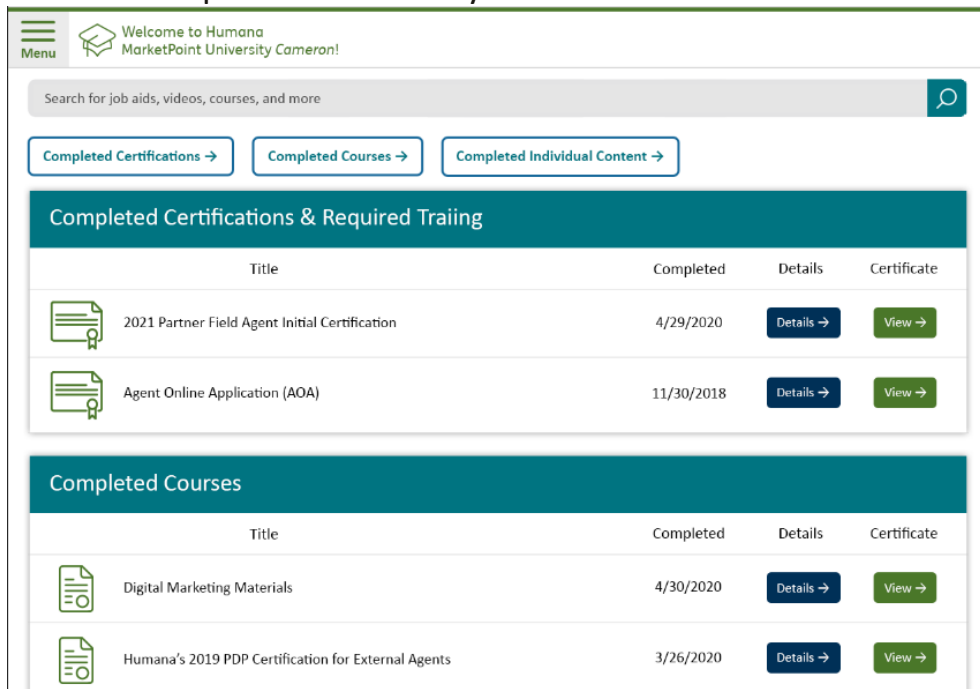 Welcome to Humana
Menu MarketPoint University Cameron!
Search for job aids, videos, courses, and more
Completed Certifications → Completed Courses → Completed Individual Content →
Completed Certifications & Required Traiing
Title Completed Details Certificate
2021 Partner Field Agent Initial Certification 4/29/2020 Details → View →
Agent Online Application (AOA) 11/30/2018 Details → View →
Completed Courses
Title Completed Details Certificate
Digital Marketing Materials 4/30/2020 Details → View →
Humana’s 2019 PDP Certification for External Agents 3/26/2020 Details → View →